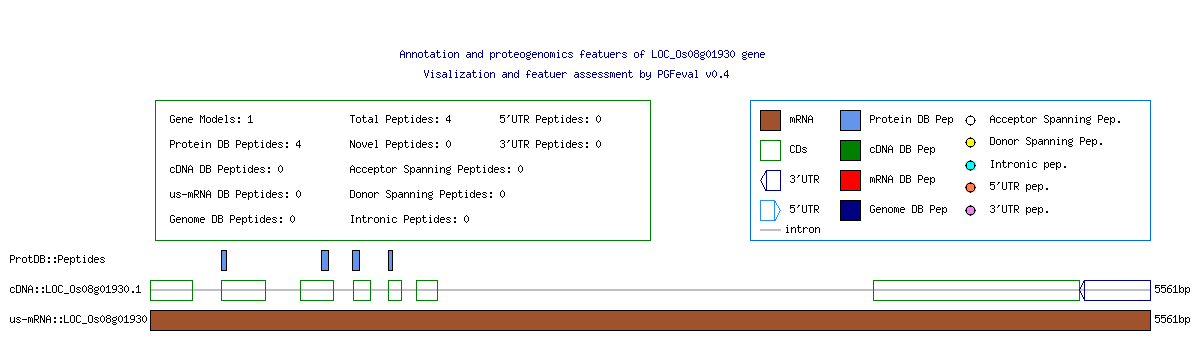 Annotation and proteogenomics featuers of LOC_Os08g01930 gene
Visalization and featuer assessment by PGFeval v0.4
Gene Models: 1
Total Peptides: 4
5'UTR Peptides: 0
Protein DB Peptides: 4
Novel Peptides: 0
3'UTR Peptides: 0
cDNA DB Peptides: 0
Acceptor Spanning Peptides: 0
us-mRNA DB Peptides: 0
Donor Spanning Peptides: 0
Genome DB Peptides: 0
Intronic Peptides: 0
mRNA
Protein DB Pep
Acceptor Spanning Pep.
CDs
cDNA DB Pep
Donor Spanning Pep.
3'UTR
mRNA DB Pep
Intronic pep.
5'UTR
Genome DB Pep
5'UTR pep.
3'UTR pep.
intron
ProtDB::Peptides
cDNA::LOC_Os08g01930.1
5561bp
us-mRNA::LOC_Os08g01930
5561bp